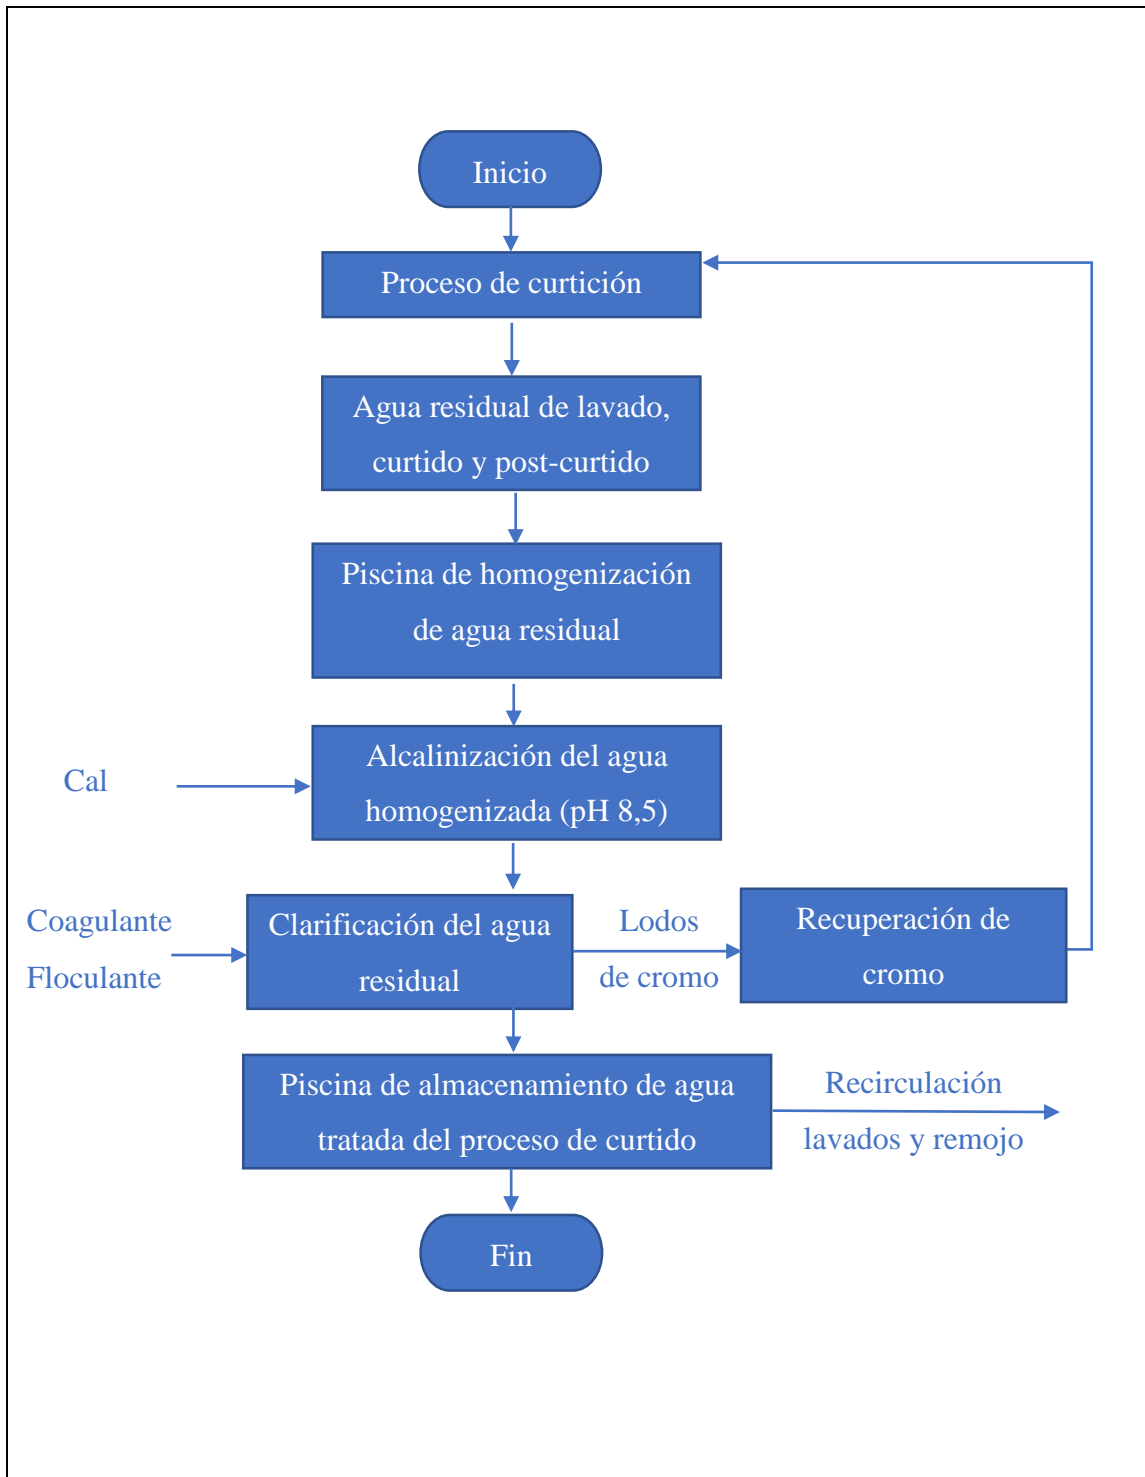 Inicio
Proceso de curtición
Agua residual de lavado,
curtido y post-curtido
Piscina de homogenización
de agua residual
Alcalinización del agua
homogenizada (pH 8,5)
Cal
Coagulante
Floculante
Clarificación del agua
residual
Lodos
de cromo
Recuperación de
cromo
Piscina de almacenamiento de agua
tratada del proceso de curtido
Recirculación
lavados y remojo
Fin